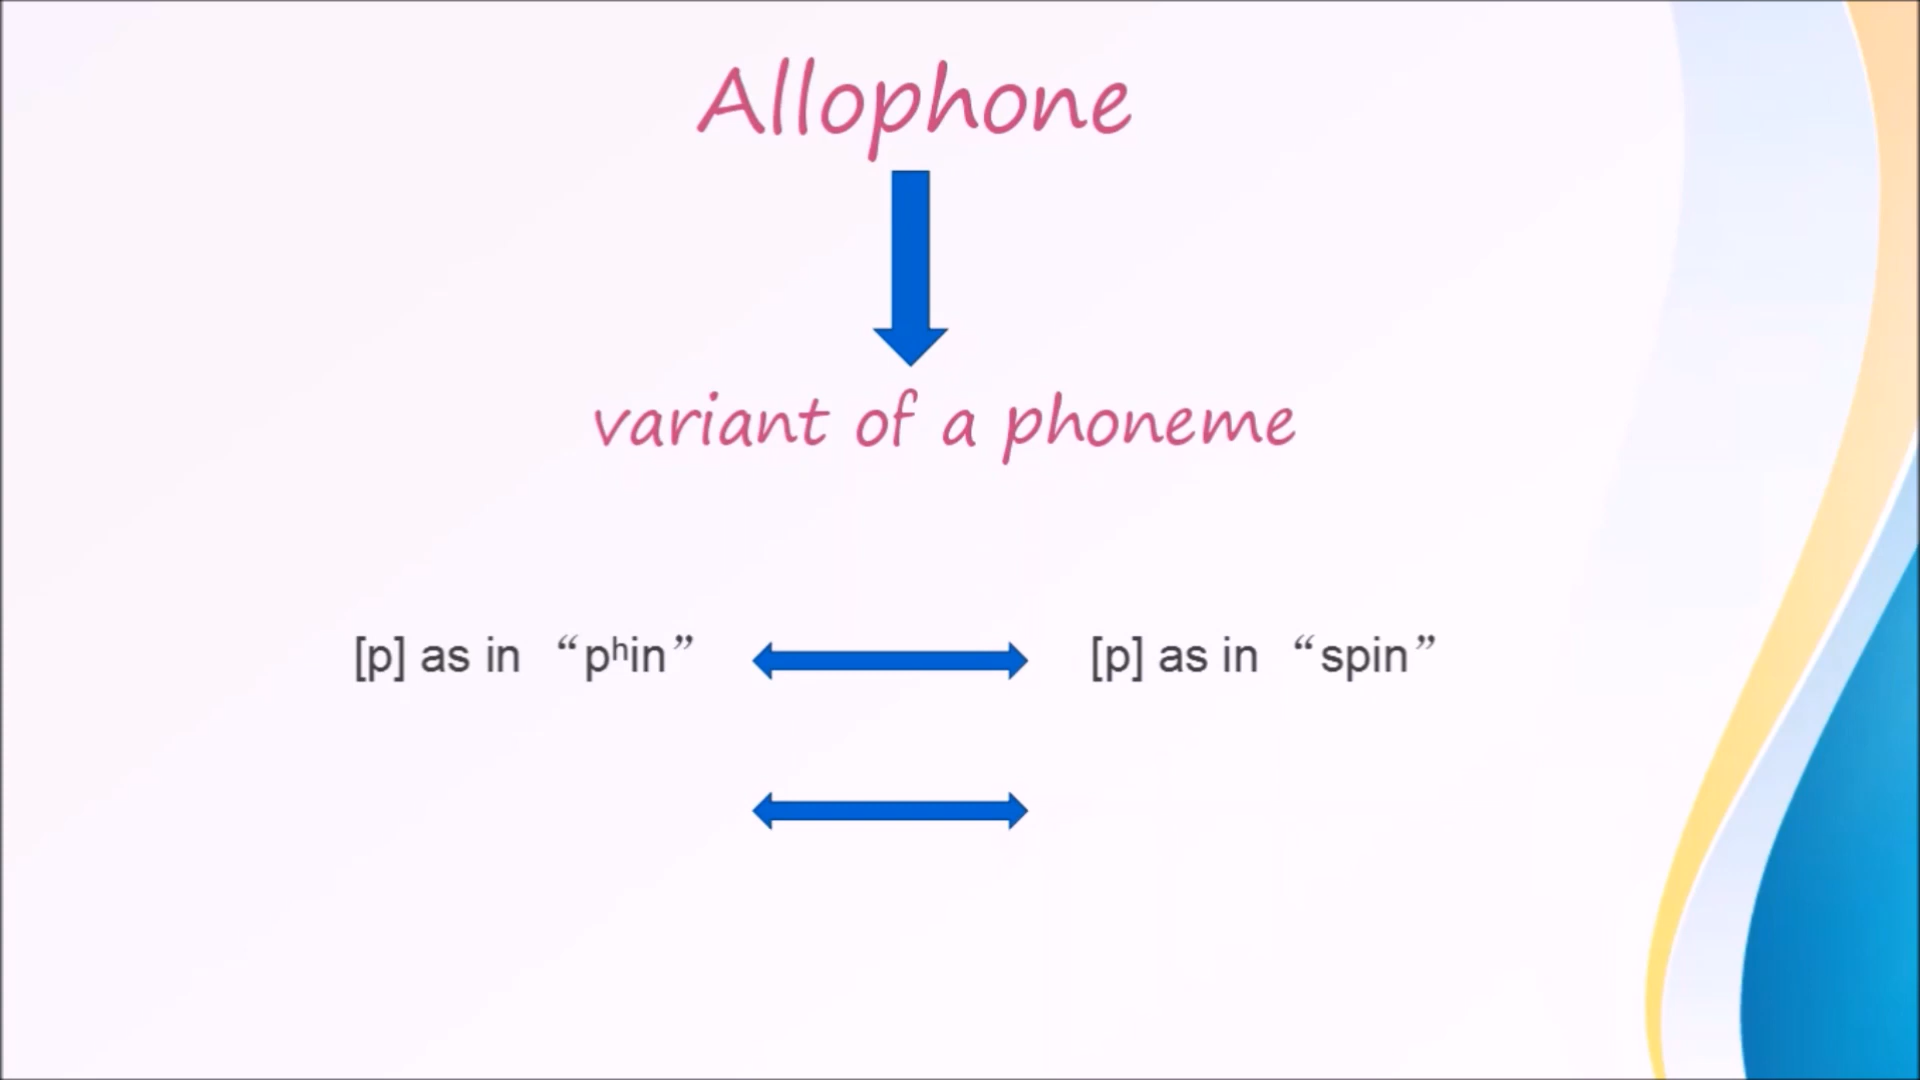 Allophone
variant of a phoneme
[p] as in “pʰin” [p] as in “spin”